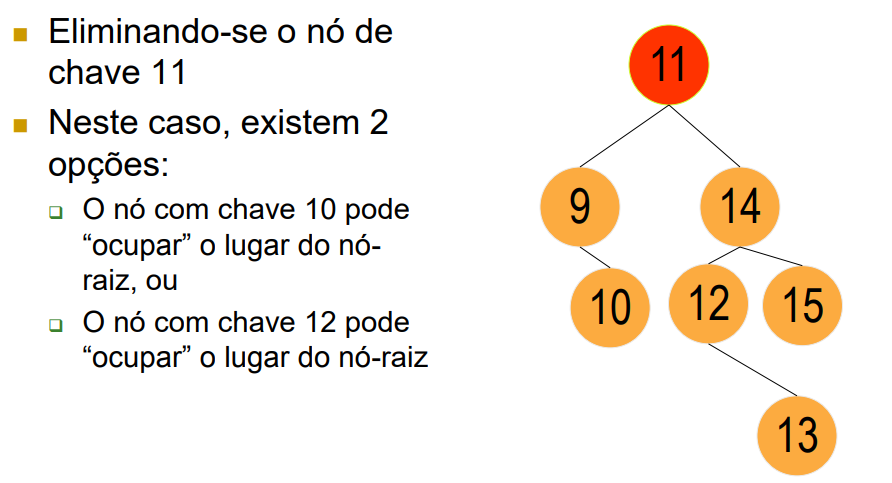 Eliminando-se o nó de
chave 11
Neste caso, existem 2
opções:
O nó com chave 10 pode
“ocupar” o lugar do nó-
raiz, ou
O nó com chave 12 pode
“ocupar” o lugar do nó-raiz
11
9
14
10
12
15
13